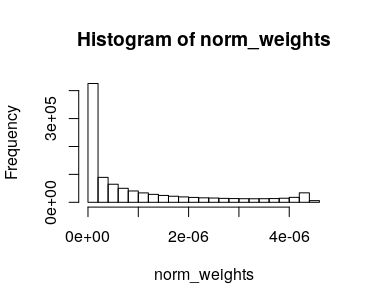 Histogram of norm_weights
Frequency
3e+05
0e+00
0e+00 2e-06 4e-06
norm_weights